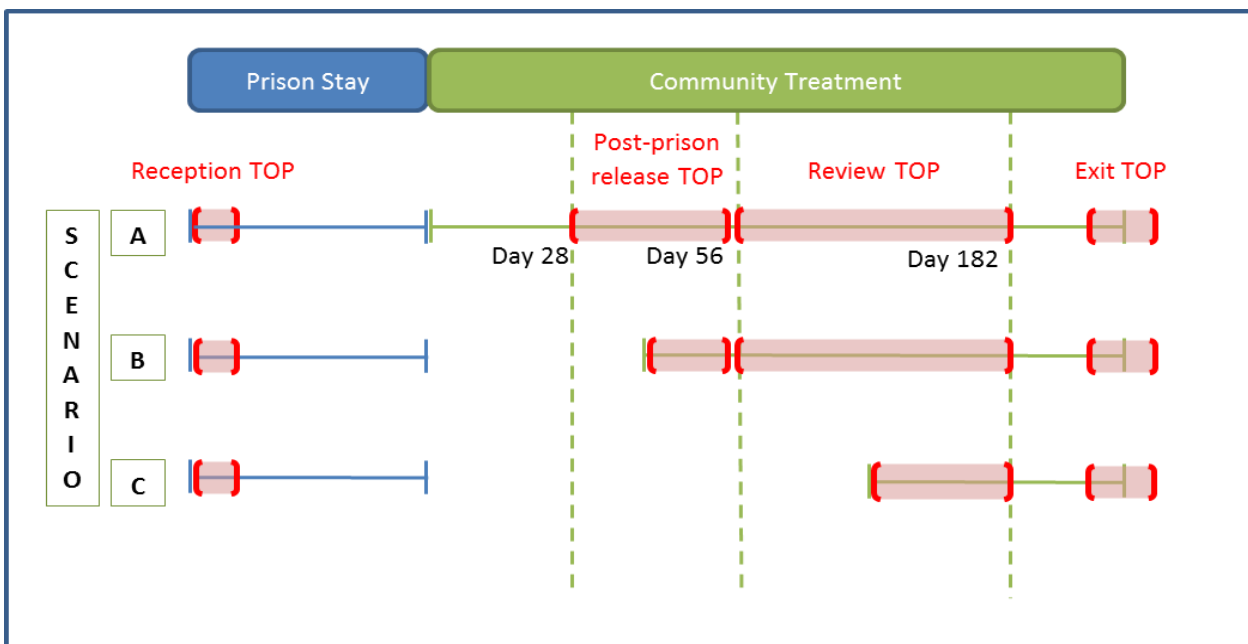 Prison Stay
Community Treatment
Post-prison
release TOP
Reception TOP
Review TOP
Exit TOP
SCENARIO
A
Day 28
Day 56
Day 182
B
C